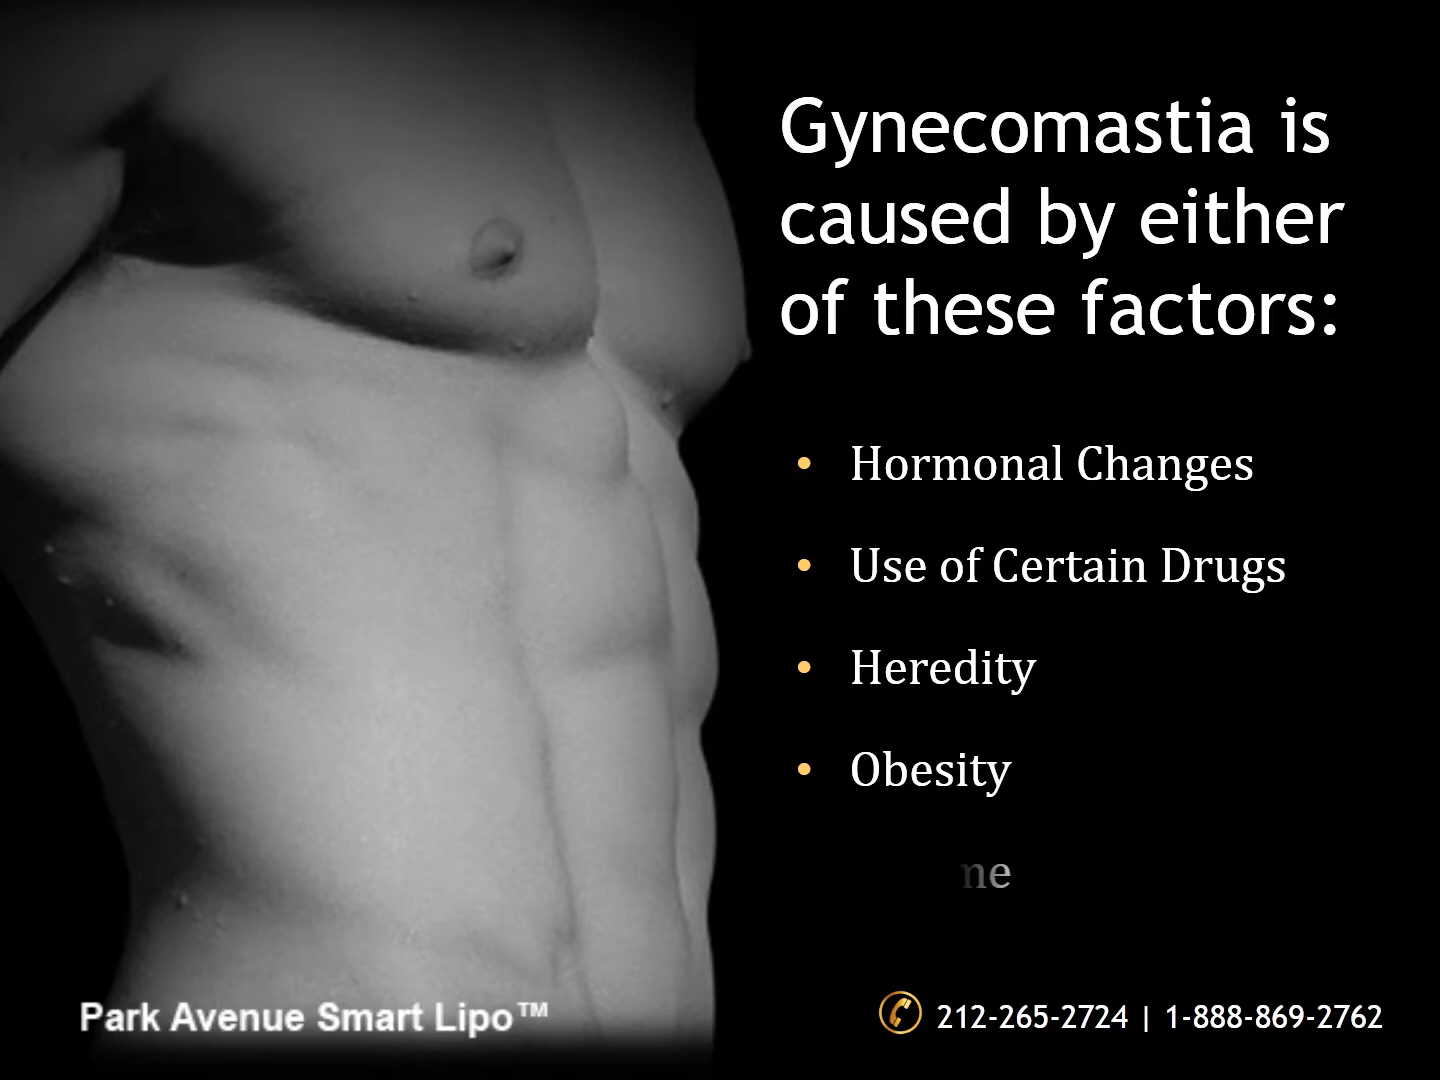 Gynecomastia is
caused by either
of these factors:
• Hormonal Changes
• Use of Certain Drugs
• Heredity
• Obesity
ne
Park Avenue Smart Lipo™
212-265-2724 | 1-888-869-2762